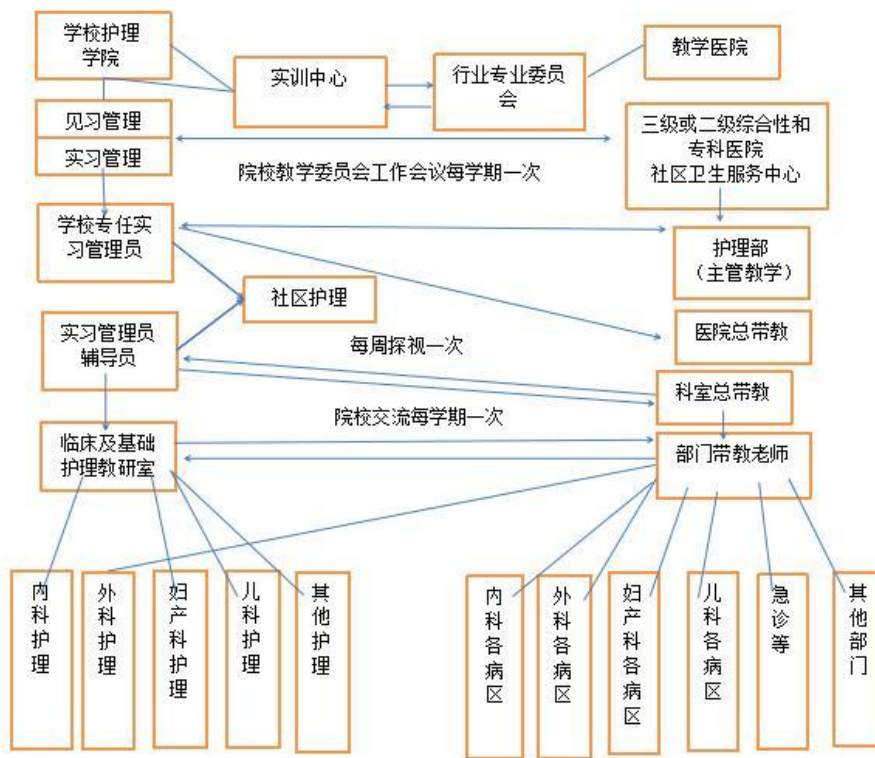 学校护理
学院
实训中心
行业专业委员
会
教学医院
见习管理
实习管理
三级或二级综合性和
专科医院
社区卫生服务中心
院校教学委员会工作会议每学期一次
学校专任实
习管理员
护理部
（主管教学）
社区护理
实习管理员
辅导员
每周探视一次
医院总带教
科室总带教
院校交流每学期一次
临床及基础
护理教研室
部门带教老师
内科护理
外科护理
妇产科护理
儿科护理
其他护理
内科各病区
外科各病区
妇产科各病区
儿科各病区
急诊等
其他部门